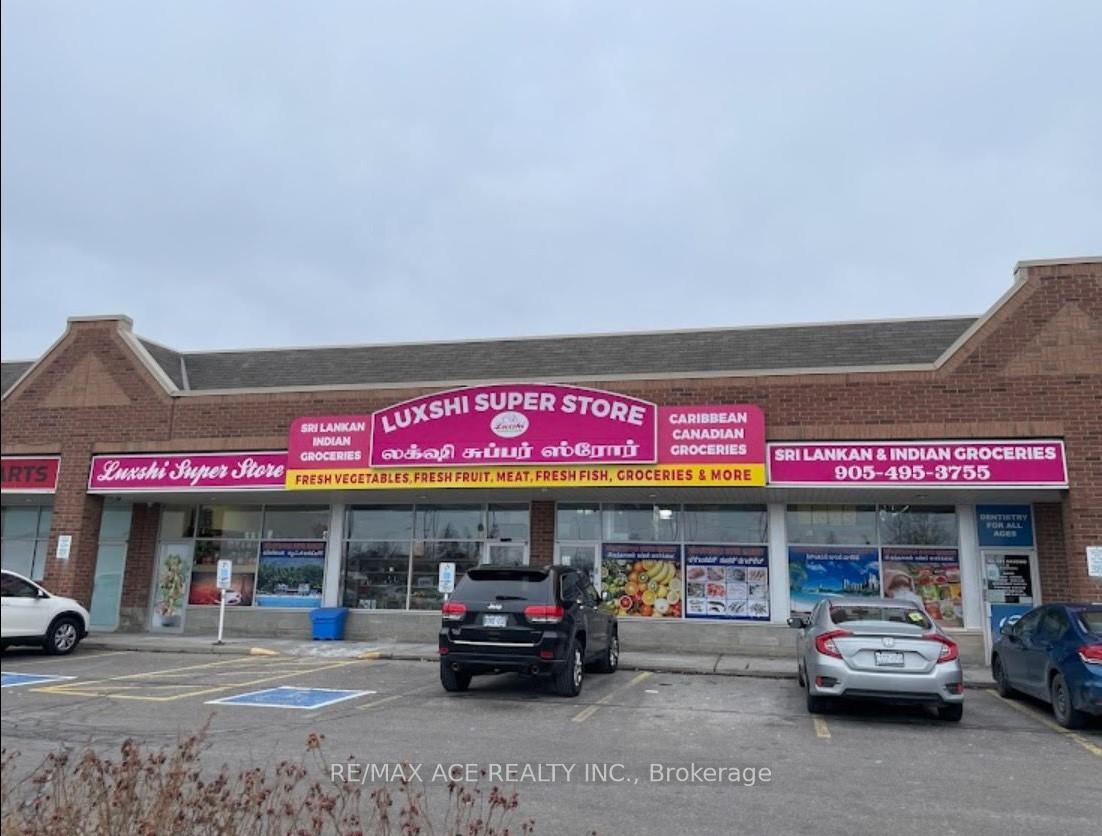 LUXSHI SUPER STORE
Luxshi
லக்ஷி சுப்பர் ஸ்ரோர்
SRI LANKAN
INDIAN
GROCERIES
CARIBBEAN
CANADIAN
GROCERIES
FRESH VEGETABLES, FRESH FRUIT, MEAT, FRESH FISH, GROCERIES & MORE
ARTS
Luxshi Super Store
SRI LANKAN & INDIAN GROCERIES
905-495-3755
DENTISTRY
FOR ALL
AGES
Jeep
RE/MAX ACE REALTY INC., Brokerage